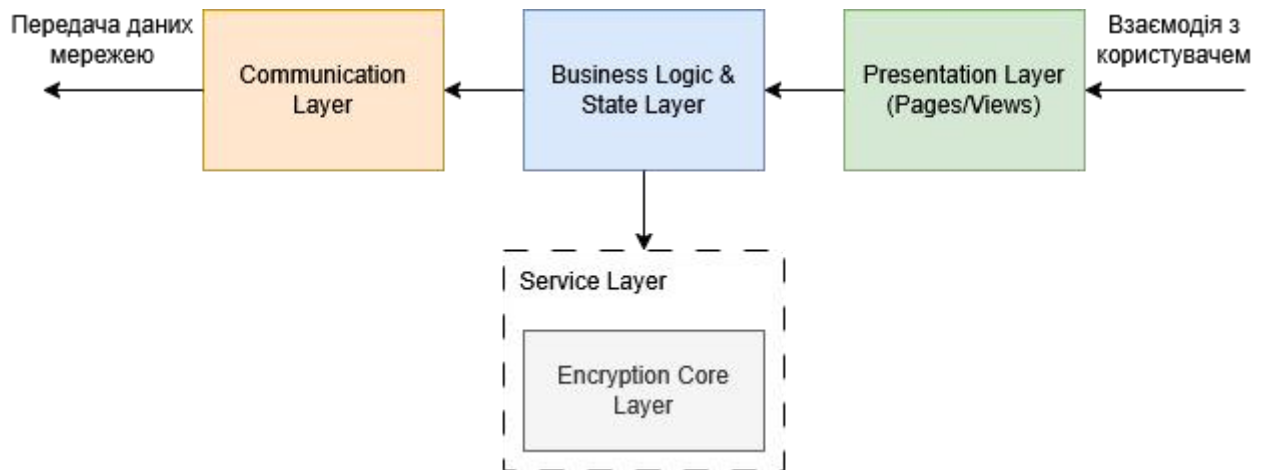 Передача даних
мережею
Communication
Layer
Business Logic &
State Layer
Presentation Layer
(Pages/Views)
Взаємодія з
користувачем
Service Layer
Encryption Core
Layer